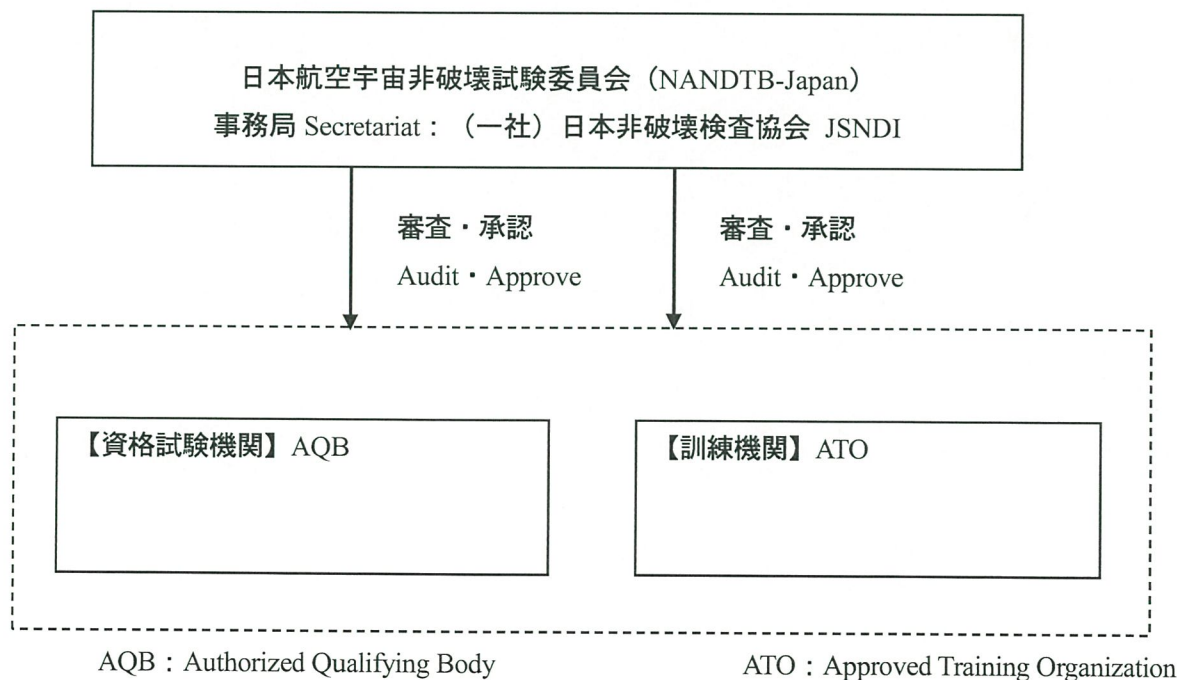 日本航空宇宙非破壊試験委員会（NANDTB-Japan）
事務局 Secretariat：（一社）日本非破壊検査協会 JSNDI
審査・承認
Audit・Approve
審査・承認
Audit・Approve
【資格試験機関】AQB
【訓練機関】ATO
AQB：Authorized Qualifying Body
ATO：Approved Training Organization